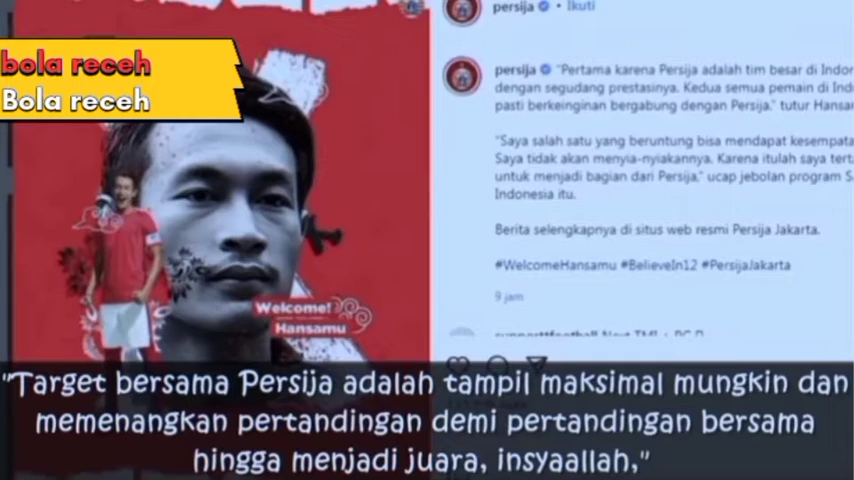 bola receh
Bola receh
persija • Ikuti
persija "Pertama karena Persija adalah tim besar di Indo
dengan segudang prestasinya. Kedua semua pemain di Ind
pasti berkeinginan bergabung dengan Persija," tutur Hansa
"Saya salah satu yang beruntung bisa mendapat kesempata
Saya tidak akan menyia-nyiakannya. Karena itulah saya terta
untuk menjadi bagian dari Persija," ucap jebolan program S
Indonesia itu.
Berita selengkapnya di situs web resmi Persija Jakarta.
#WelcomeHansamu #BelieveIn12 #PersijaJakarta
9 jam
Welcome!
Hansamu
"Target bersama Persija adalah tampil maksimal mungkin dan
memenangkan pertandingan demi pertandingan bersama
hingga menjadi juara, insyaallah,"